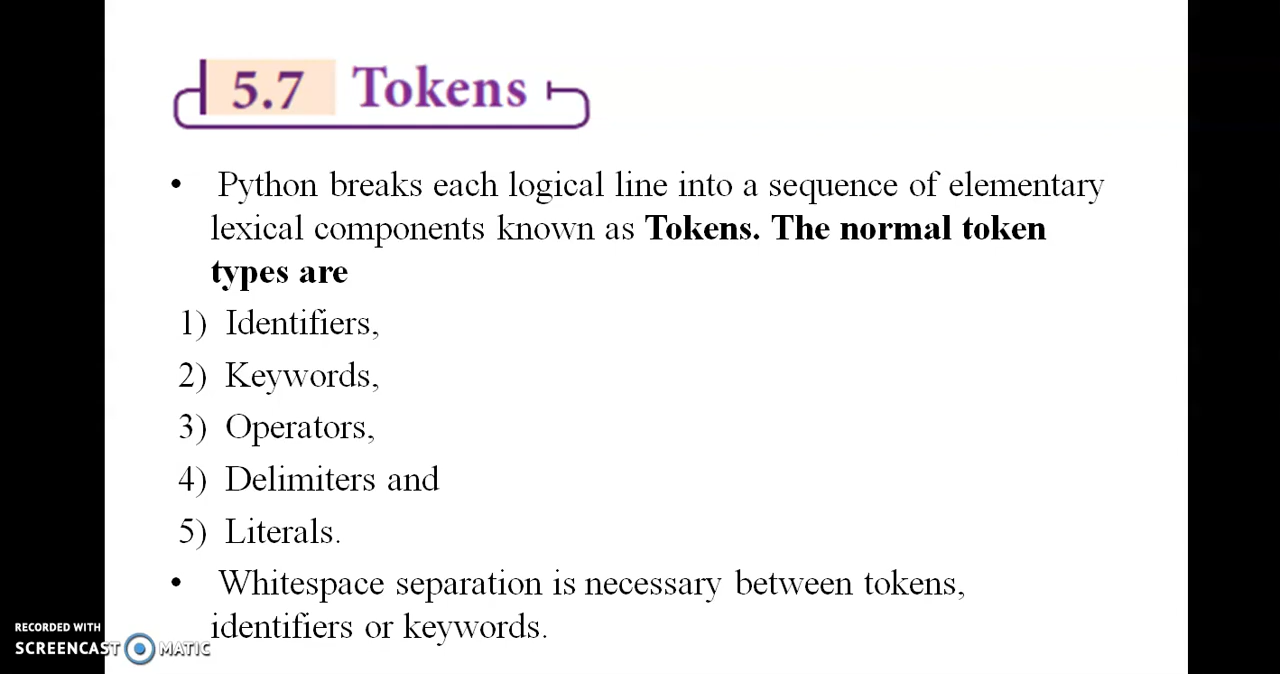 5.7 Tokens
• Python breaks each logical line into a sequence of elementary
lexical components known as Tokens. The normal token
types are
1) Identifiers,
2) Keywords,
3) Operators,
4) Delimiters and
5) Literals.
• Whitespace separation is necessary between tokens,
identifiers or keywords.
RECORDED WITH
SCREENCAST MATIC